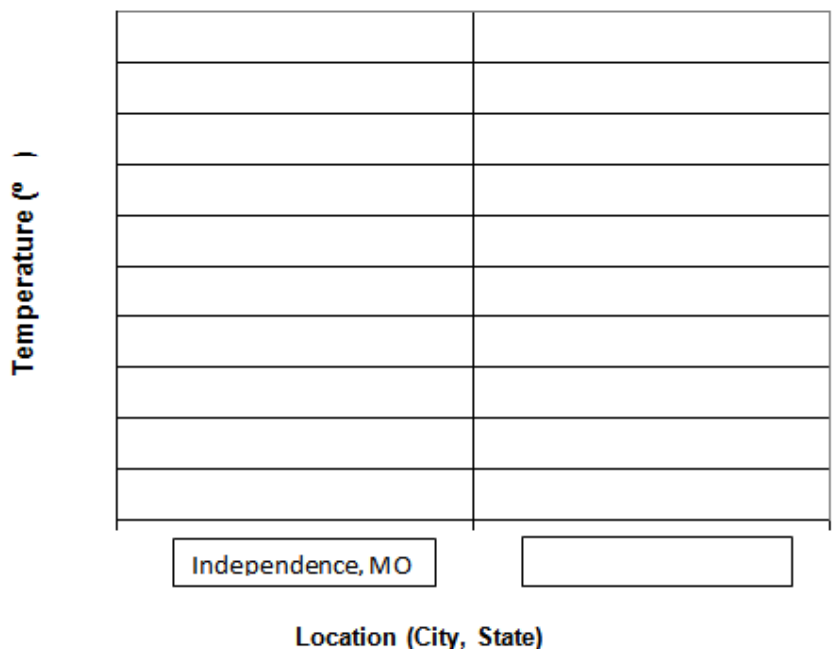 Temperature (º )
Independence, MO
Location (City, State)